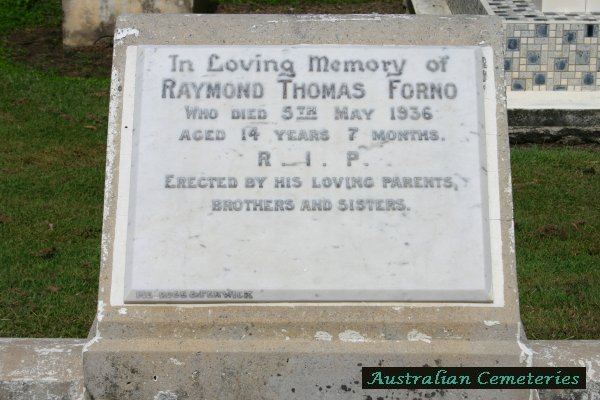 In Loving Memory of
RAYMOND THOMAS FORNO
WHO DIED 5TH MAY 1936
AGED 14 YEARS 7 MONTHS.
R. I. P.
ERECTED BY HIS LOVING PARENTS,
BROTHERS AND SISTERS.
Australian Cemeteries